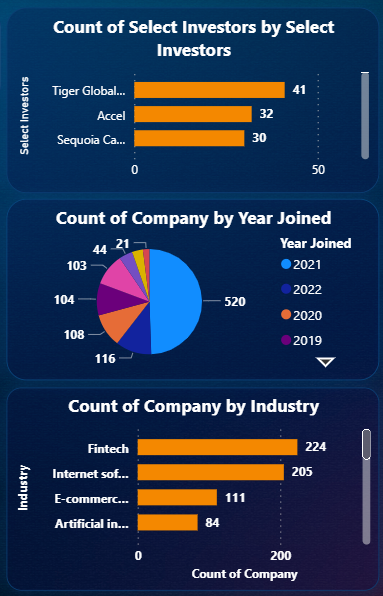 Count of Select Investors by Select
Investors
Select Investors
Tiger Global... 41
Accel 32
Sequoia Ca... 30
0 50
Count of Company by Year Joined
21
44
103
104
108
116
520
Year Joined
2021
2022
2020
2019
Count of Company by Industry
Industry
Fintech 224
Internet sof... 205
E-commerc... 111
Artificial in... 84
0 200
Count of Company